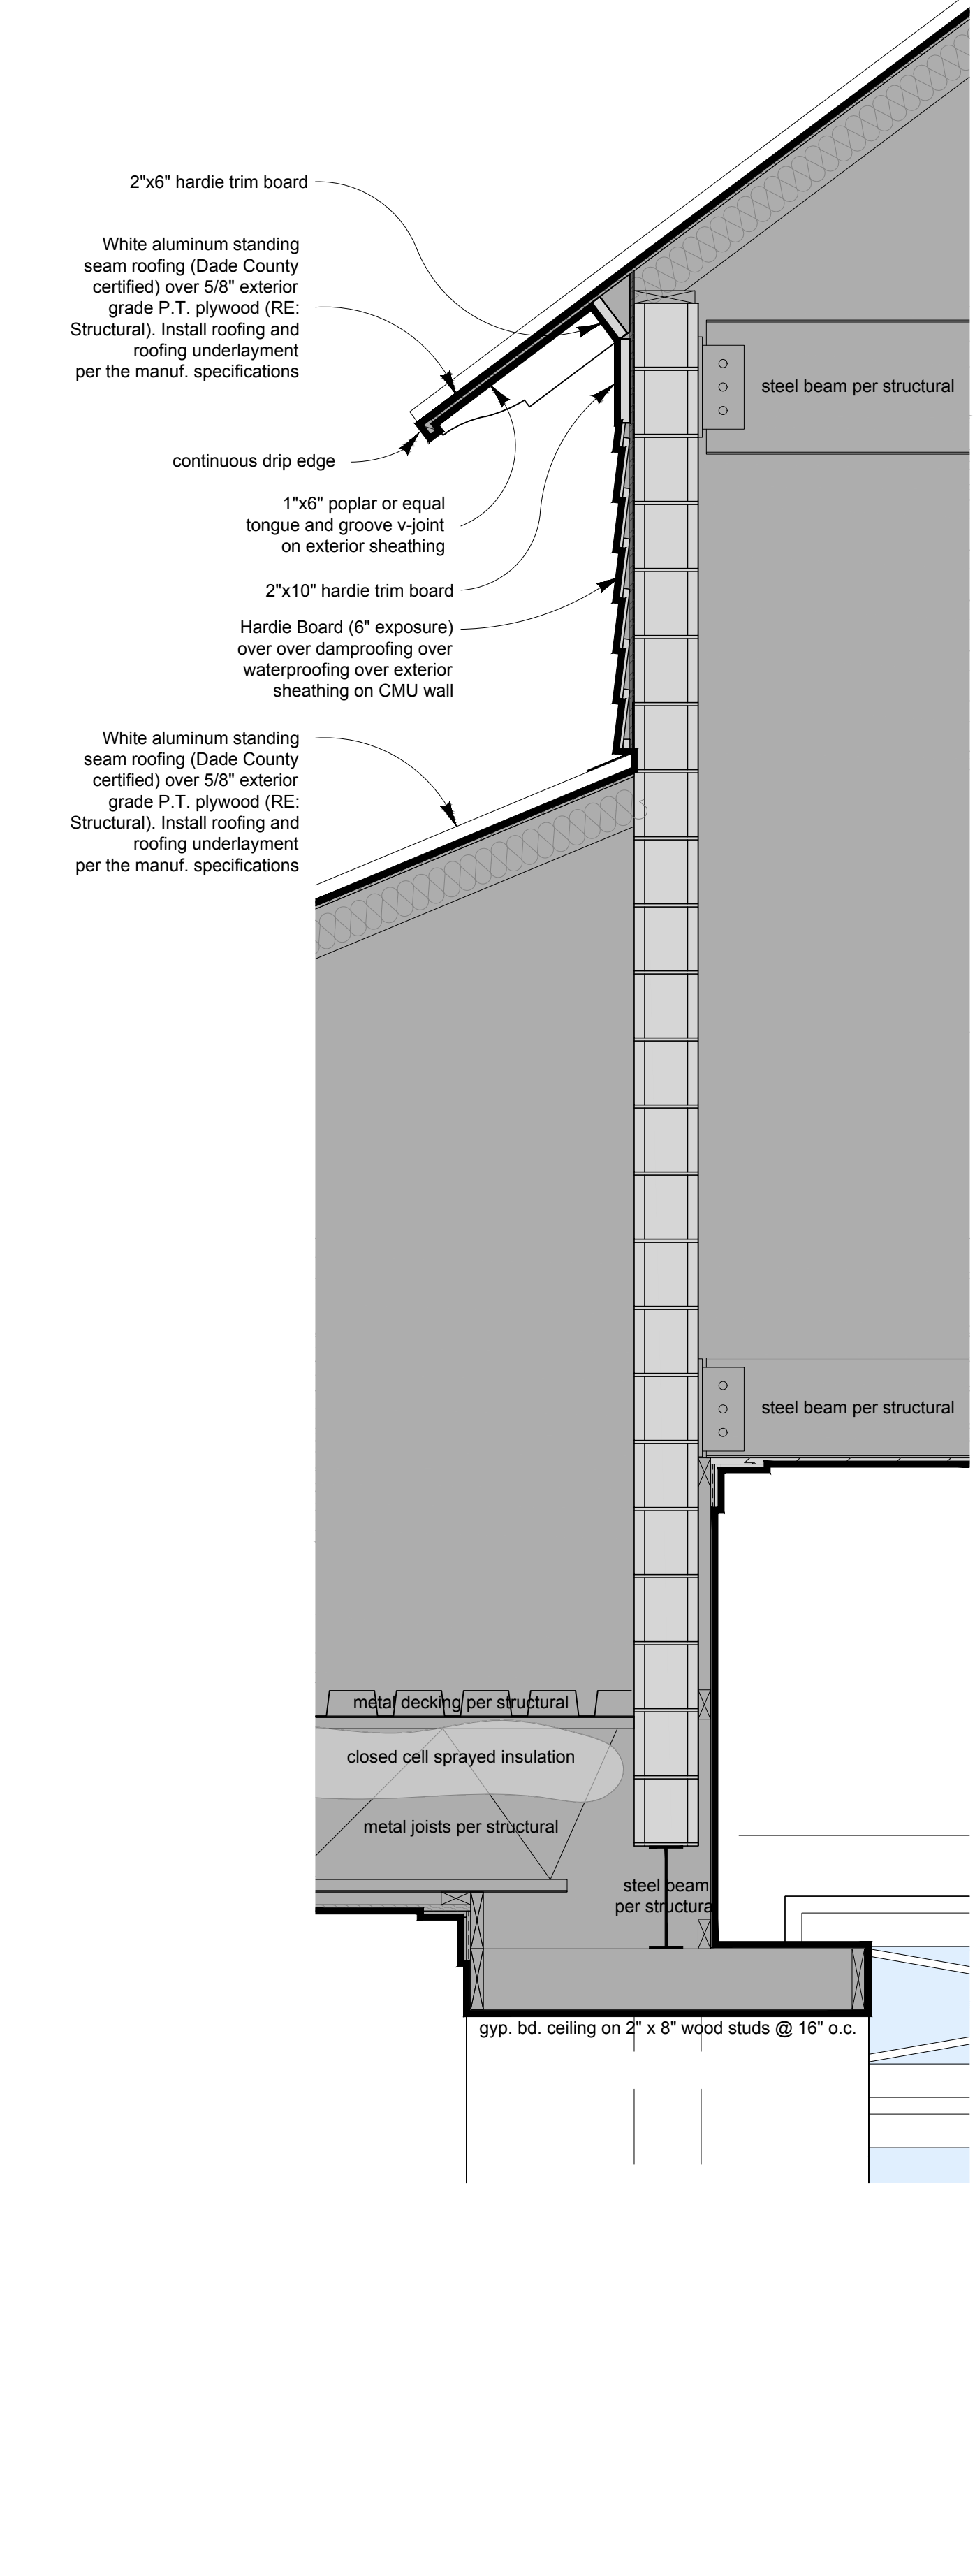 2"x6" hardie trim board
White aluminum standing
seam roofing (Dade County
certified) over 5/8" exterior
grade P.T. plywood (RE:
Structural). Install roofing and
roofing underlayment
per the manuf. specifications
steel beam per structural
continuous drip edge
1"x6" poplar or equal
tongue and groove v-joint
on exterior sheathing
2"x10" hardie trim board
Hardie Board (6" exposure)
over over damproofing over
waterproofing over exterior
sheathing on CMU wall
White aluminum standing
seam roofing (Dade County
certified) over 5/8" exterior
grade P.T. plywood (RE:
Structural). Install roofing and
roofing underlayment
per the manuf. specifications
steel beam per structural
metal decking per structural
closed cell sprayed insulation
metal joists per structural
steel beam
per structura
gyp. bd. ceiling on 2" x 8" wood studs @ 16" o.c.